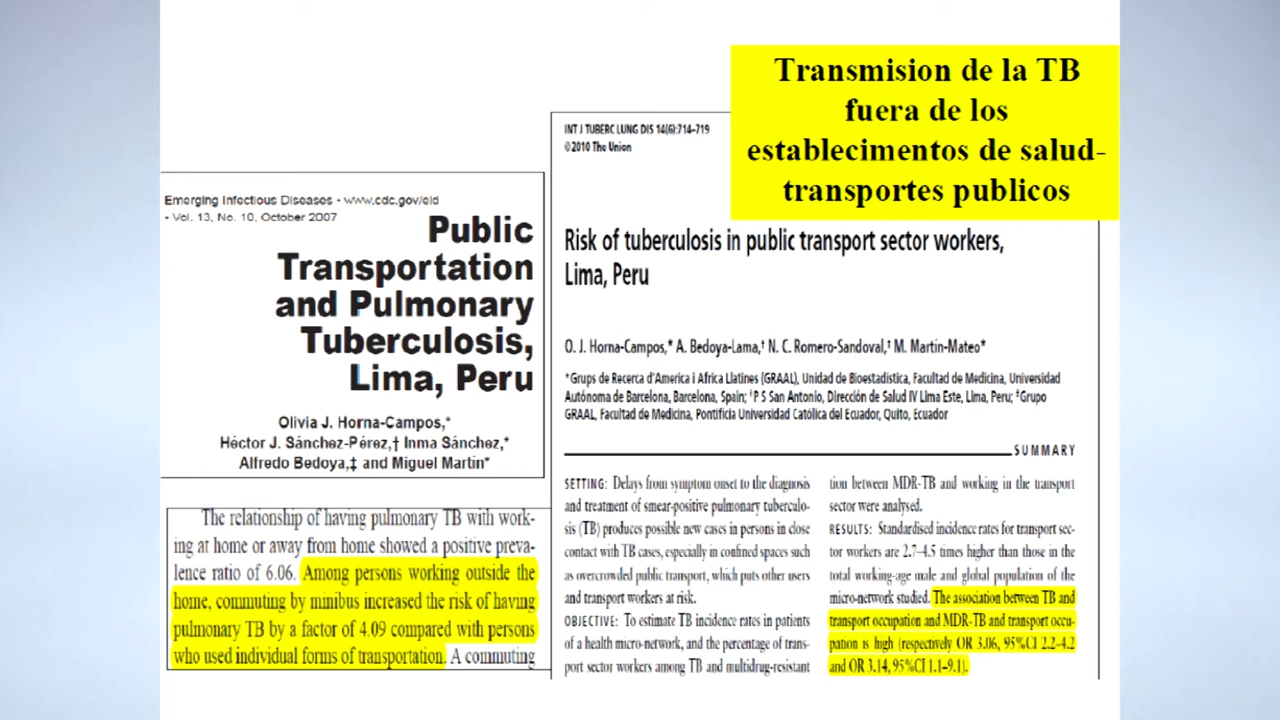 Transmision de la TB
fuera de los
establecimentos de salud-
transportes publicos
Emerging Infectious Diseases • www.cdc.gov/eid
• Vol. 13, No. 10, October 2007
Public
Transportation
and Pulmonary
Tuberculosis,
Lima, Peru
Olivia J. Horna-Campos,*
Héctor J. Sánchez-Pérez,† Inma Sánchez,*
Alfredo Bedoya,‡ and Miguel Martín*
The relationship of having pulmonary TB with work-
ing at home or away from home showed a positive preva-
lence ratio of 6.06. Among persons working outside the
home, commuting by minibus increased the risk of having
pulmonary TB by a factor of 4.09 compared with persons
who used individual forms of transportation. A commuting
INT J TUBERC LUNG DIS 14(6):714–719
© 2010 The Union
Risk of tuberculosis in public transport sector workers,
Lima, Peru
O. J. Horna-Campos,* A. Bedoya-Lama,† N. C. Romero-Sandoval,† M. Martín-Mateo*
*Grups de Recerca d'America i Africa Llatines (GRAAL), Unidad de Bioestadística, Facultad de Medicina, Universidad
Autónoma de Barcelona, Barcelona, Spain; †P S San Antonio, Dirección de Salud IV Lima Este, Lima, Peru; ‡Grupo
GRAAL, Facultad de Medicina, Pontificia Universidad Católica del Ecuador, Quito, Ecuador
SUMMARY
SETTING: Delays from symptom onset to the diagnosis
and treatment of smear-positive pulmonary tuberculo-
sis (TB) produces possible new cases in persons in close
contact with TB cases, especially in confined spaces such
as overcrowded public transport, which puts other users
and transport workers at risk.
OBJECTIVE: To estimate TB incidence rates in patients
of a health micro-network, and the percentage of trans-
port sector workers among TB and multidrug-resistant
tion between MDR-TB and working in the transport
sector were analysed.
RESULTS: Standardised incidence rates for transport sec-
tor workers are 2.7–4.5 times higher than those in the
total working-age male and global population of the
micro-network studied. The association between TB and
transport occupation and MDR-TB and transport occu-
pation is high (respectively OR 3.06, 95%CI 2.2–4.2
and OR 3.14, 95%CI 1.1–9.1).